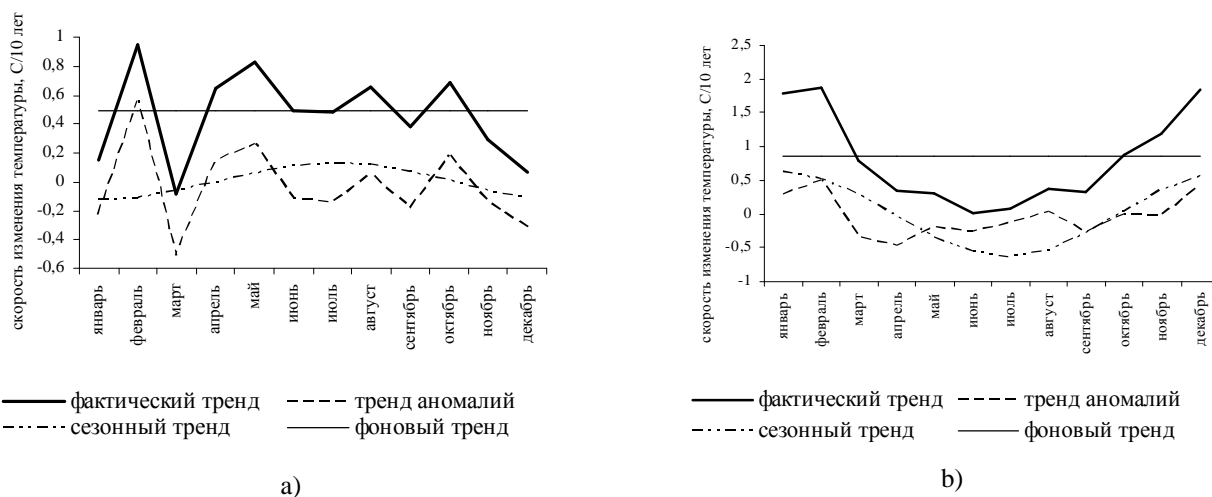 скорость изменения температуры, С/10 лет
1
0,8
0,6
0,4
0,2
0
-0,2
-0,4
-0,6
январь
февраль
март
апрель
май
июнь
июль
август
сентябрь
октябрь
ноябрь
декабрь
фактический тренд
тренд аномалий
сезонный тренд
фоновый тренд
а)
скорость изменения температуры, С/10 лет
2,5
2
1,5
1
0,5
0
-0,5
-1
январь
февраль
март
апрель
май
июнь
июль
август
сентябрь
октябрь
ноябрь
декабрь
фактический тренд
тренд аномалий
сезонный тренд
фоновый тренд
b)